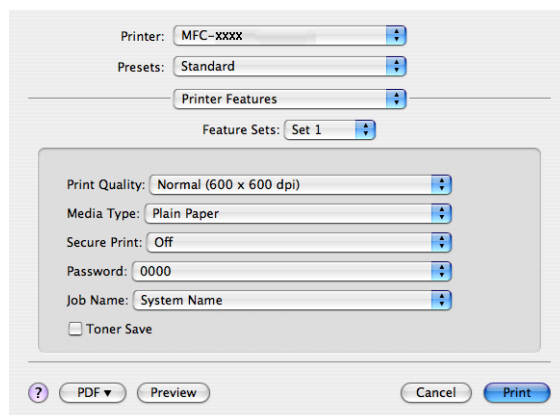 Printer: MFC-xxxx
Presets: Standard
Printer Features
Feature Sets: Set 1
Print Quality: Normal (600 x 600 dpi)
Media Type: Plain Paper
Secure Print: Off
Password: 0000
Job Name: System Name
Toner Save
? PDF ▼ Preview Cancel Print